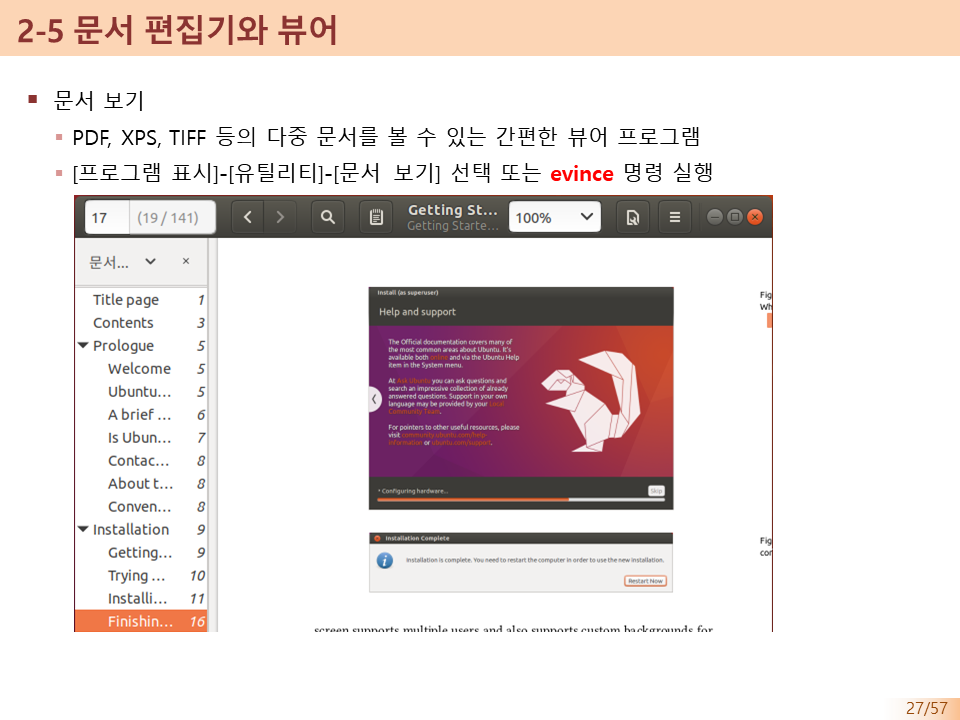 2-5 문서 편집기와 뷰어
문서 보기
PDF, XPS, TIFF 등의 다중 문서를 볼 수 있는 간편한 뷰어 프로그램
[프로그램 표시]-[유틸리티]-[문서 보기] 선택 또는 evince 명령 실행
17 (19 / 141)
Getting St...
Getting Starte...
100%
문서... ×
Title page 1
Contents 3
Prologue 5
Welcome 5
Ubuntu... 5
A brief ... 6
Is Ubun... 7
Contac... 8
About t... 8
Conven... 8
Installation 9
Getting... 9
Trying ... 10
Installi... 11
Finishin... 16
Install (as superuser)
Help and support
The Official documentation covers many of
the most common areas about Ubuntu. It's
available both online and via the Ubuntu Help
item in the System menu.
At Ask Ubuntu you can ask questions and
search an impressive collection of already
answered questions. Support in your own
language may be provided by your Local
Community Team.
For pointers to other useful resources, please
visit community.ubuntu.com/help-
information or ubuntu.com/support.
Configuring hardware...
Skip
Installation Complete
Installation is complete. You need to restart the computer in order to use the new installation.
Restart Now
Fig
Wh
Fig
con
screen supports multiple users and also supports custom backgrounds for
27/57